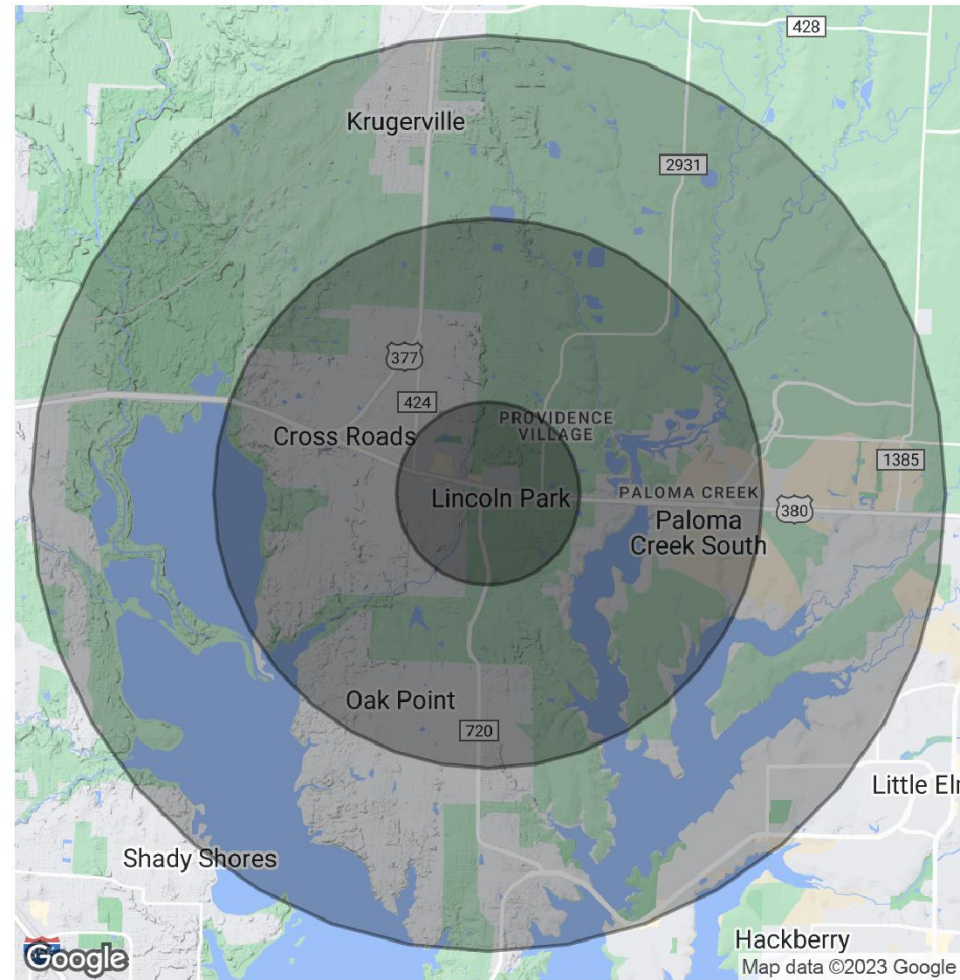 428
Krugerville
2931
377
424
PROVIDENCE
VILLAGE
Cross Roads
1385
Lincoln Park
PALOMA CREEK
380
Paloma
Creek South
Oak Point
720
Little El
Shady Shores
Hackberry
Google
Map data ©2023 Google